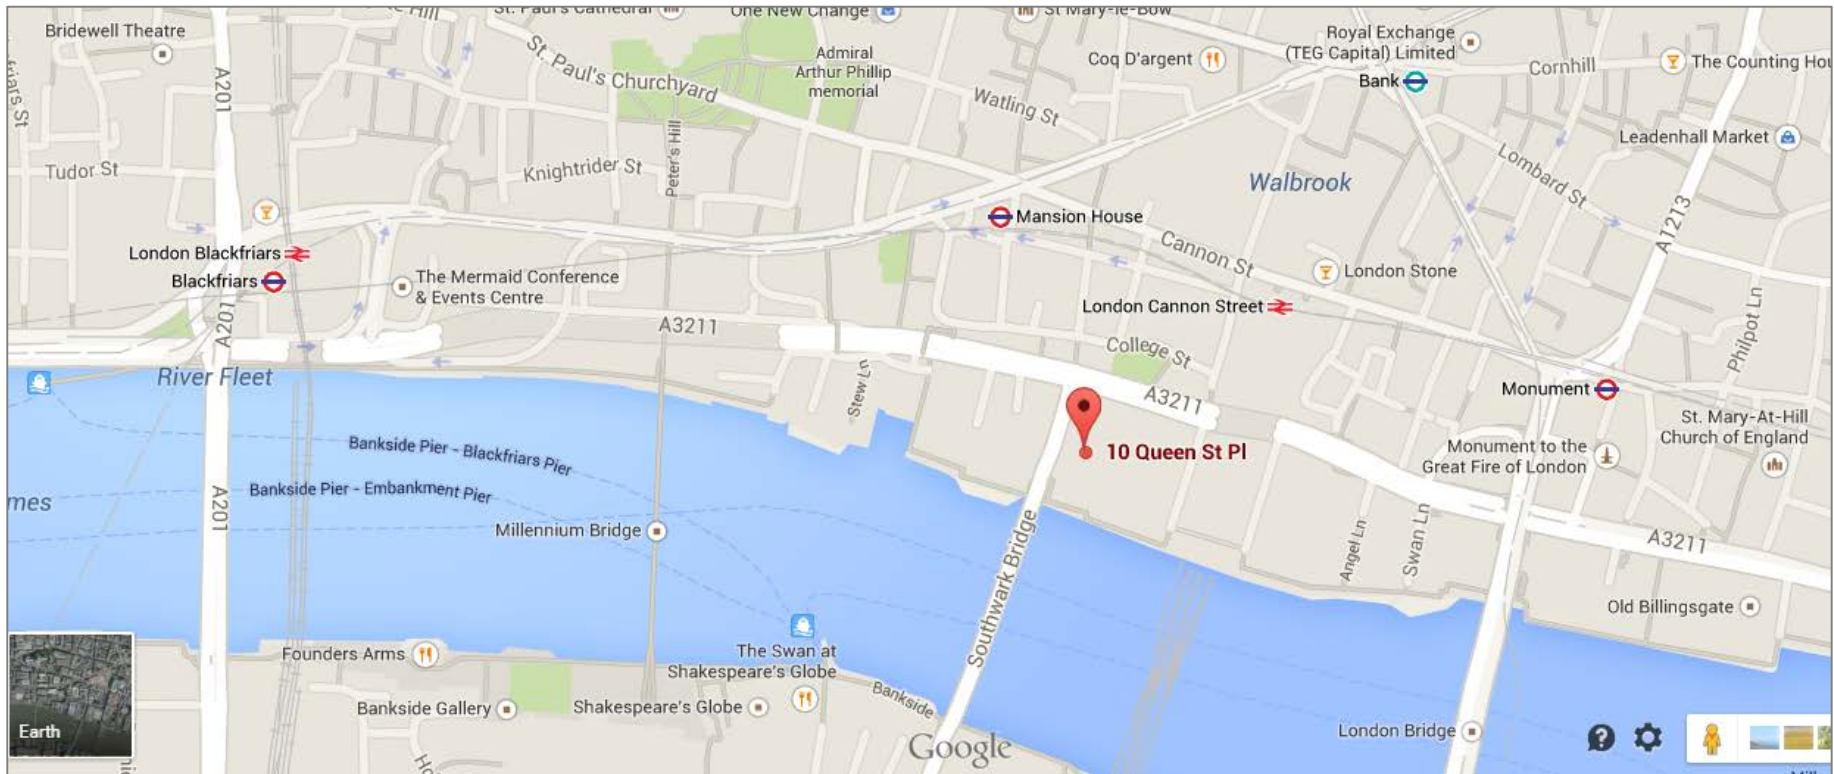 St. Paul's Cathedral
One New Change
St Mary-le-Bow
Bridewell Theatre
Royal Exchange
(TEG Capital) Limited
Admiral
Arthur Phillip
memorial
Coq D'argent
Cornhill
The Counting Hou
Bank
St. Paul's Churchyard
A201
Watling St
Leadenhall Market
friars St
Tudor St
Knightrider St
Peter's Hill
Walbrook
Lombard St
Mansion House
A1213
London Blackfriars
Blackfriars
The Mermaid Conference
& Events Centre
Cannon St
London Stone
London Cannon Street
A201
A3211
College St
Philpot Ln
River Fleet
Stew Ln
A3211
Monument
St. Mary-At-Hill
Church of England
Bankside Pier - Blackfriars Pier
10 Queen St Pl
Monument to the
Great Fire of London
Bankside Pier - Embankment Pier
mes
A201
Millennium Bridge
Southwark Bridge
Angel Ln
Swan Ln
A3211
Old Billingsgate
Founders Arms
The Swan at
Shakespeare's Globe
Bankside Gallery
Shakespeare's Globe
Bankside
Earth
London Bridge
Google